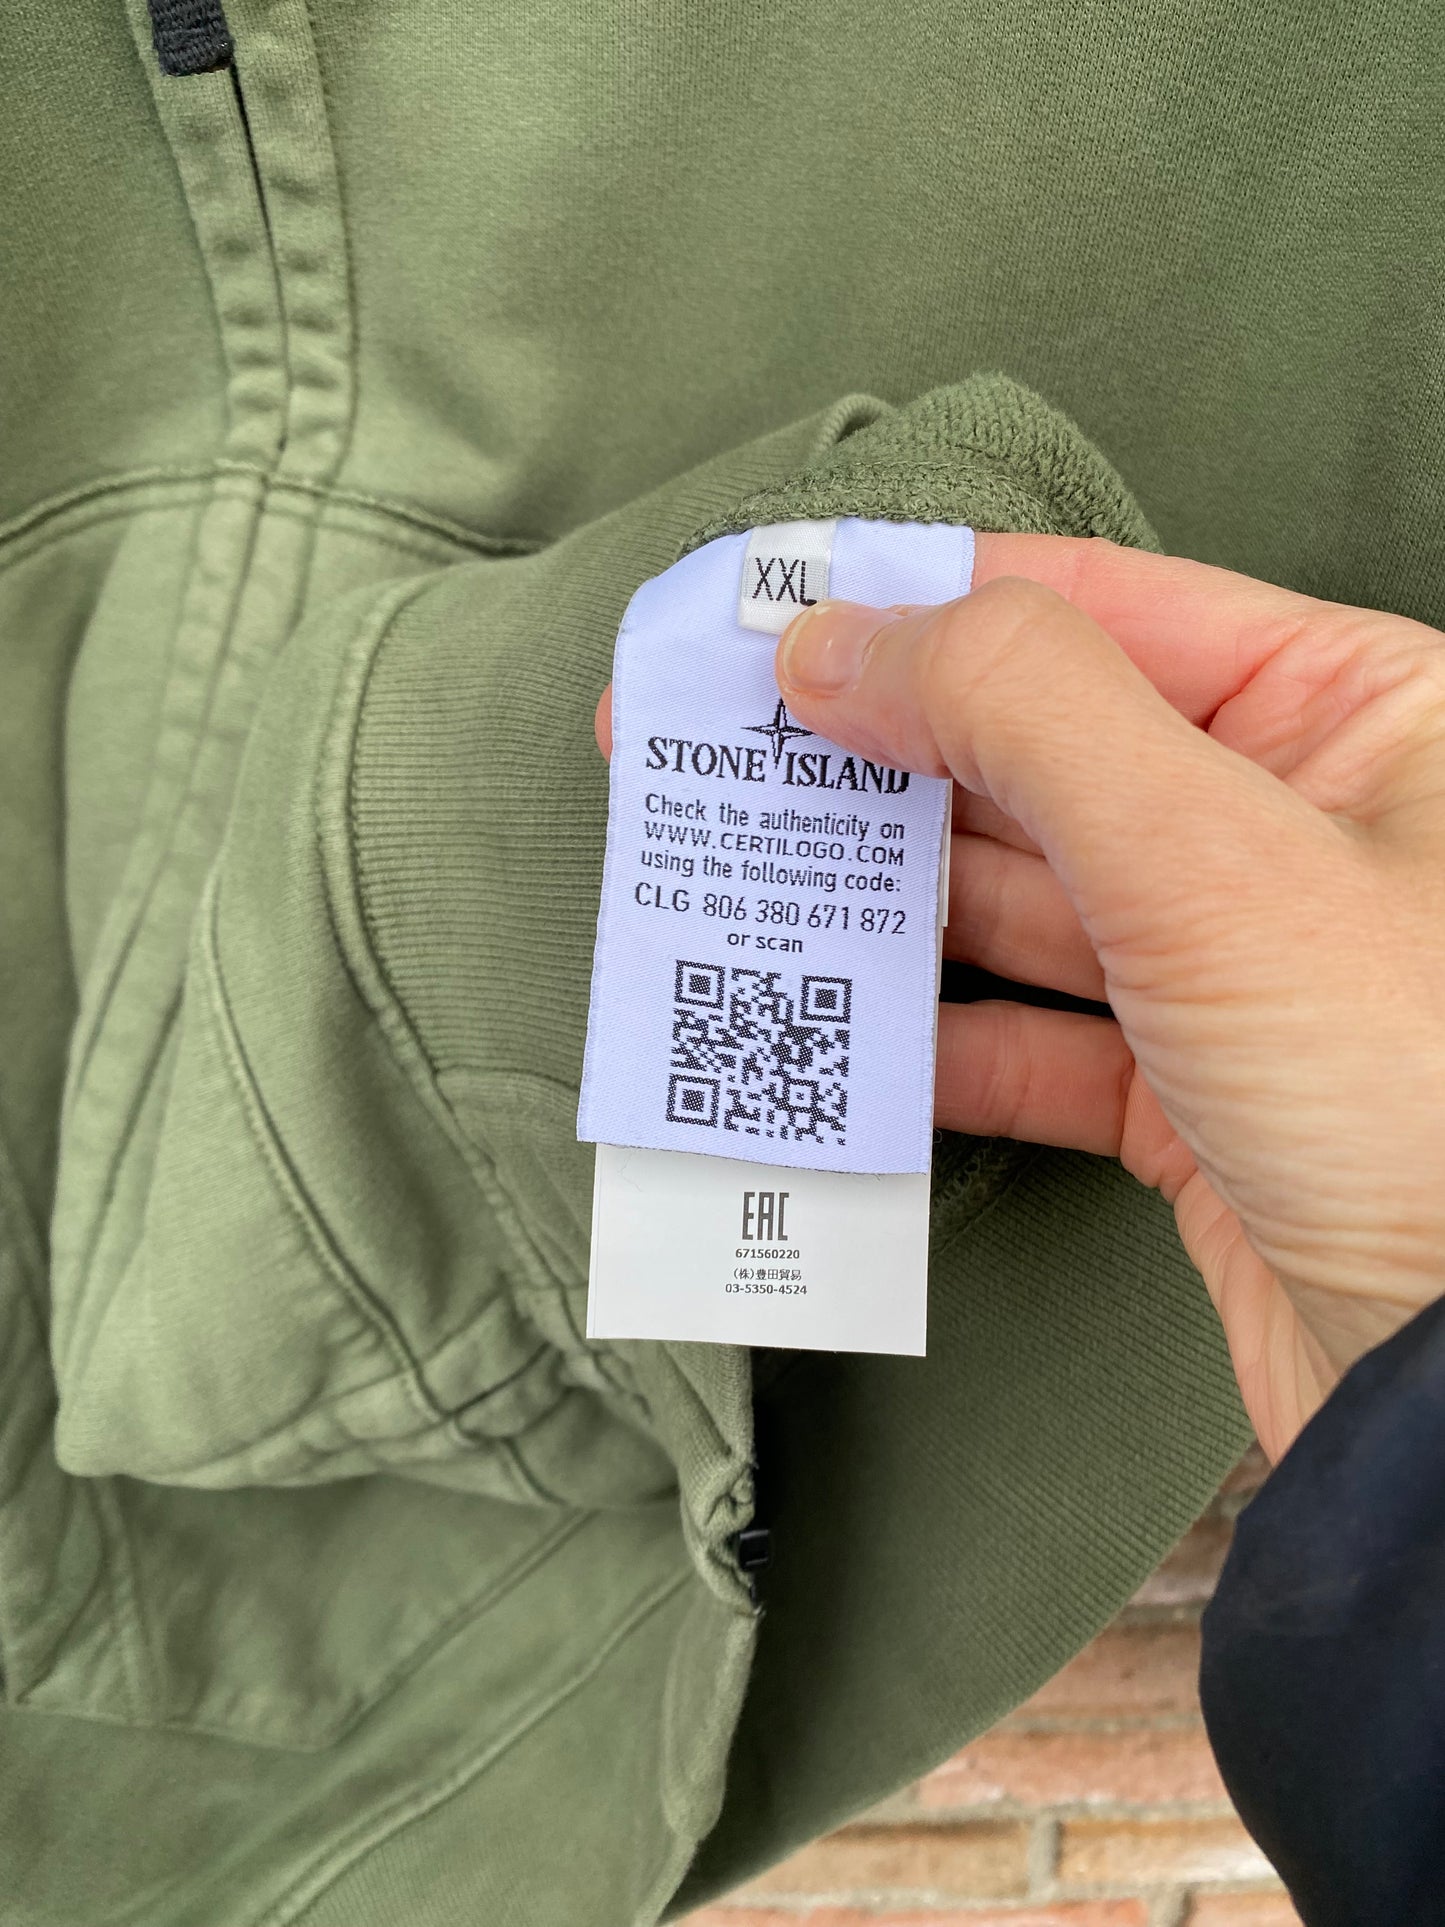 XXL
STONE ISLAND
Check the authenticity on
WWW.CERTILOGO.COM
using the following code:
CLG 806 380 671 872
or scan
EAC
671560220
(株)豊田貿易
03-5350-4524